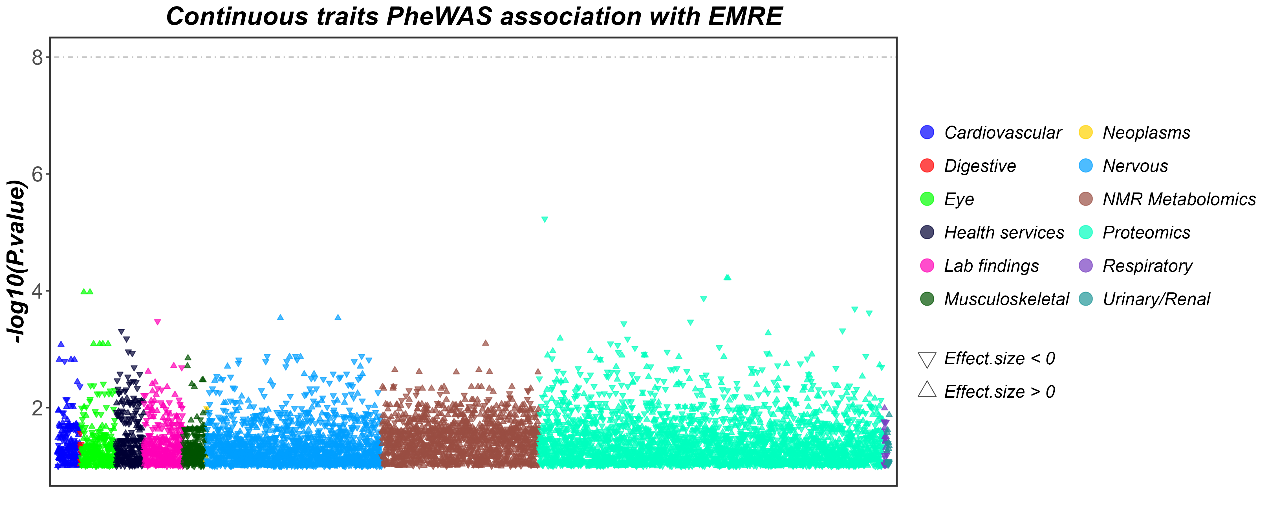 Continuous traits PheWAS association with EMRE
-log10(P.value)
8
6
4
2
Cardiovascular
Digestive
Eye
Health services
Lab findings
Musculoskeletal
Neoplasms
Nervous
NMR Metabolomics
Proteomics
Respiratory
Urinary/Renal
Effect.size < 0
Effect.size > 0